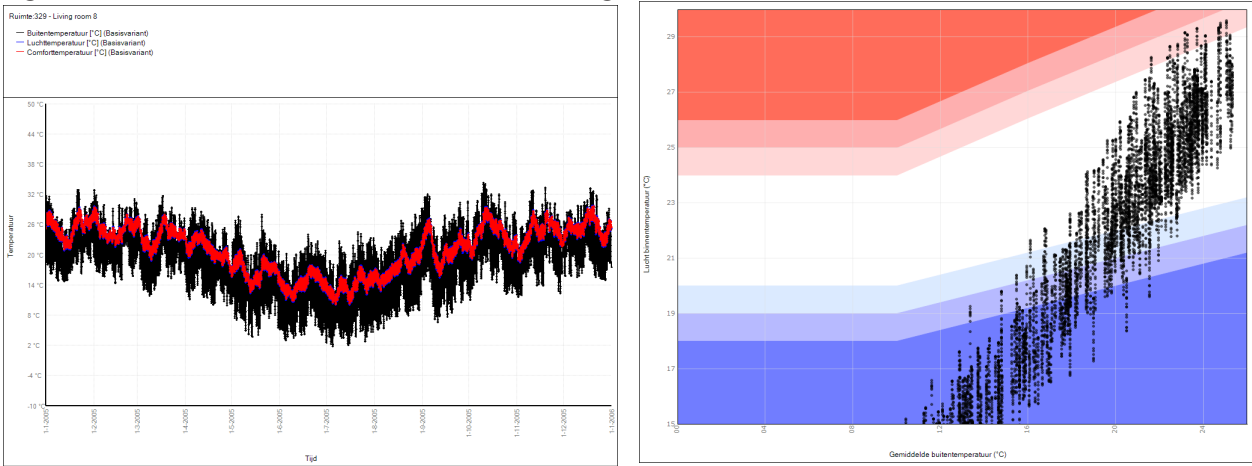 Ruimte:329 - Living room 8
Buitentemperatuur [°C] (Basisvariant)
Luchttemperatuur [°C] (Basisvariant)
Comforttemperatuur [°C] (Basisvariant)
Temperatuur
50 °C
44 °C
38 °C
32 °C
26 °C
20 °C
14 °C
8 °C
2 °C
-4 °C
-10 °C
1-1-2005
1-2-2005
1-3-2005
1-4-2005
1-5-2005
1-6-2005
1-7-2005
1-8-2005
1-9-2005
1-10-2005
1-11-2005
1-12-2005
1-1-2006
Tijd
Lucht binnentemperatuur (°C)
29
27
25
23
21
19
17
15
00
04
08
12
16
20
24
Gemiddelde buitentemperatuur (°C)